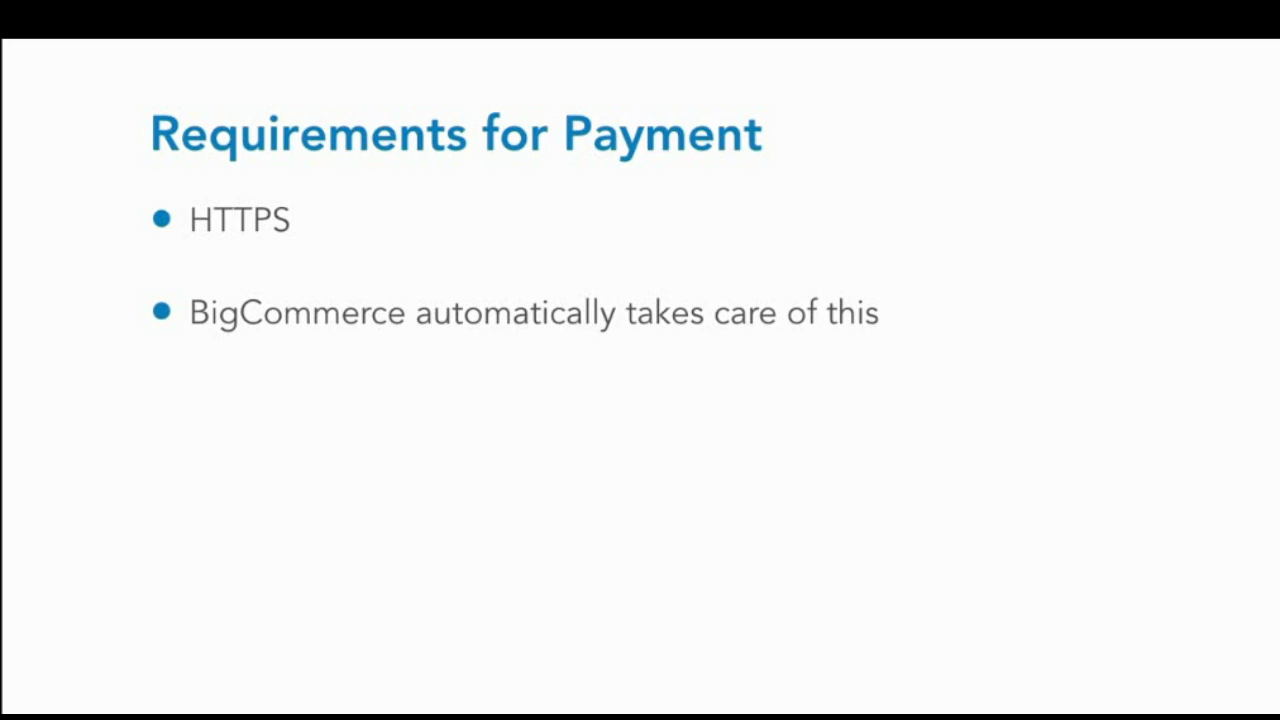 Requirements for Payment
HTTPS
BigCommerce automatically takes care of this